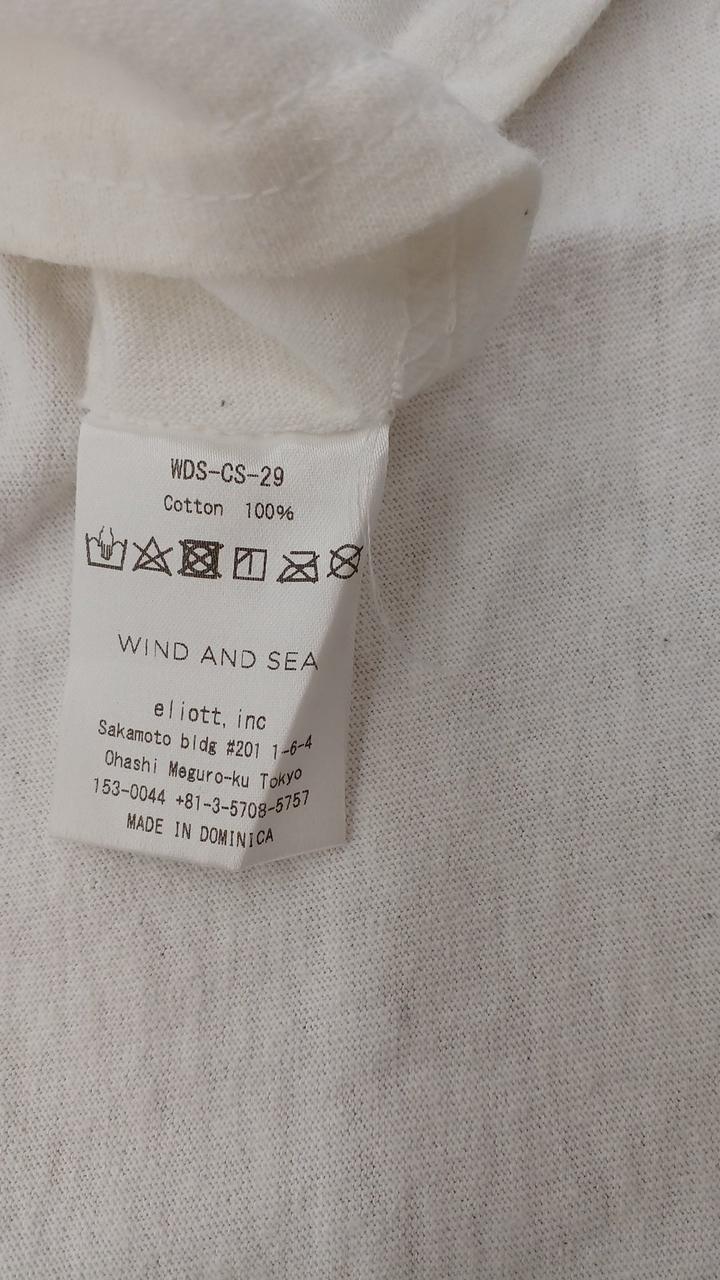 WDS-CS-29
Cotton 100%
WIND AND SEA
eliott, inc
Sakamoto bldg #201 1-6-4
Ohashi Meguro-ku Tokyo
153-0044 +81-3-5708-5757
MADE IN DOMINICA